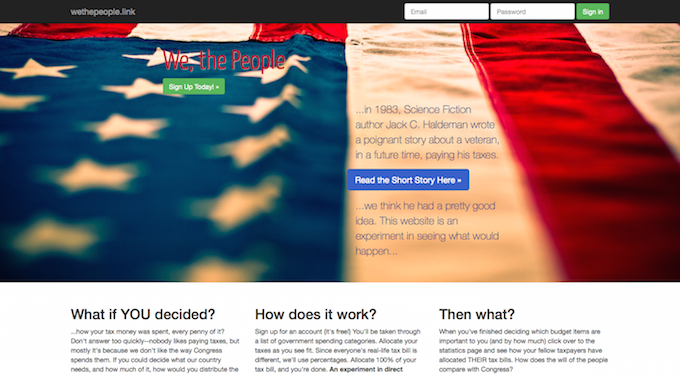 wethepeople.link
Email
Password
Sign in
We, the People
Sign Up Today! »
...in 1983, Science Fiction
author Jack C. Haldeman wrote
a poignant story about a veteran,
in a future time, paying his taxes.
Read the Short Story Here »
...we think he had a pretty good
idea. This website is an
experiment in seeing what would
happen...
What if YOU decided?
...how your tax money was spent, every penny of it?
Don't answer too quickly--nobody likes paying taxes, but
mostly it's because we don't like the way Congress
spends them. If you could decide what our country
needs, and how much of it, how would you distribute the
How does it work?
Sign up for an account (it's free!) You'll be taken through
a list of government spending categories. Allocate your
taxes as you see fit. Since everyone's real-life tax bill is
different, we'll use percentages. Allocate 100% of your
tax bill, and you're done. An experiment in direct
Then what?
When you've finished deciding which budget items are
important to you (and by how much) click over to the
statistics page and see how your fellow taxpayers have
allocated THEIR tax bills. How does the will of the people
compare with Congress?